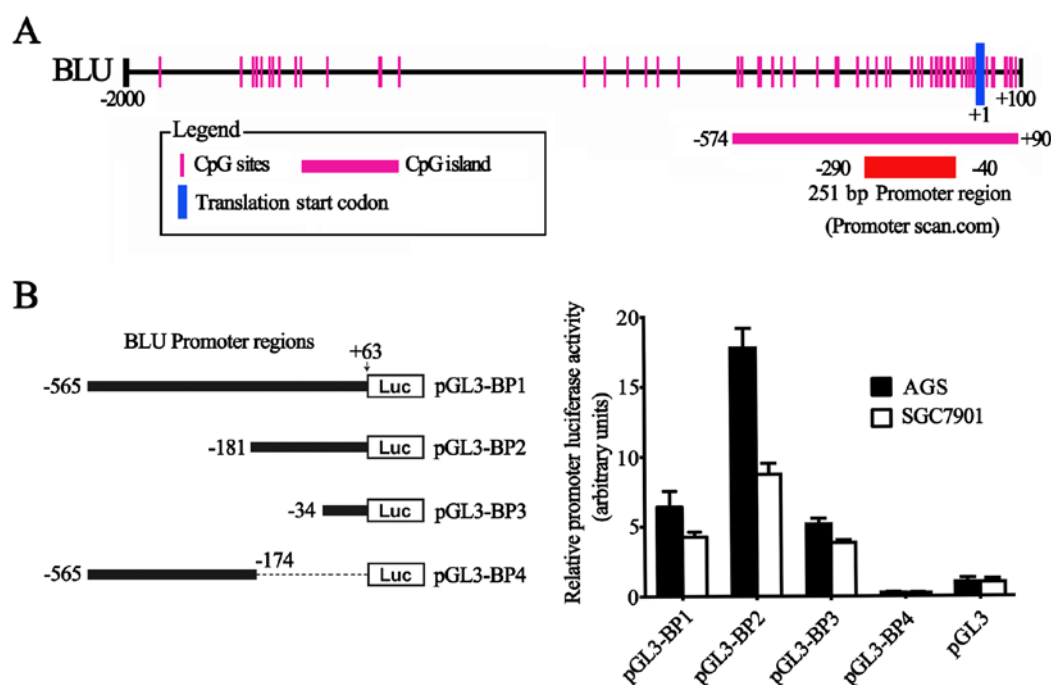 A
BLU
-2000
+100
+1
Legend
CpG sites
CpG island
Translation start codon
-574
+90
-290
-40
251 bp Promoter region
(Promoter scan.com)
B
BLU Promoter regions
+63
-565
Luc
pGL3-BP1
-181
Luc
pGL3-BP2
-34
Luc
pGL3-BP3
-565
-174
Luc
pGL3-BP4
Relative promoter luciferase activity
(arbitrary units)
20
15
10
5
0
AGS
SGC7901
pGL3-BP1
pGL3-BP2
pGL3-BP3
pGL3-BP4
pGL3